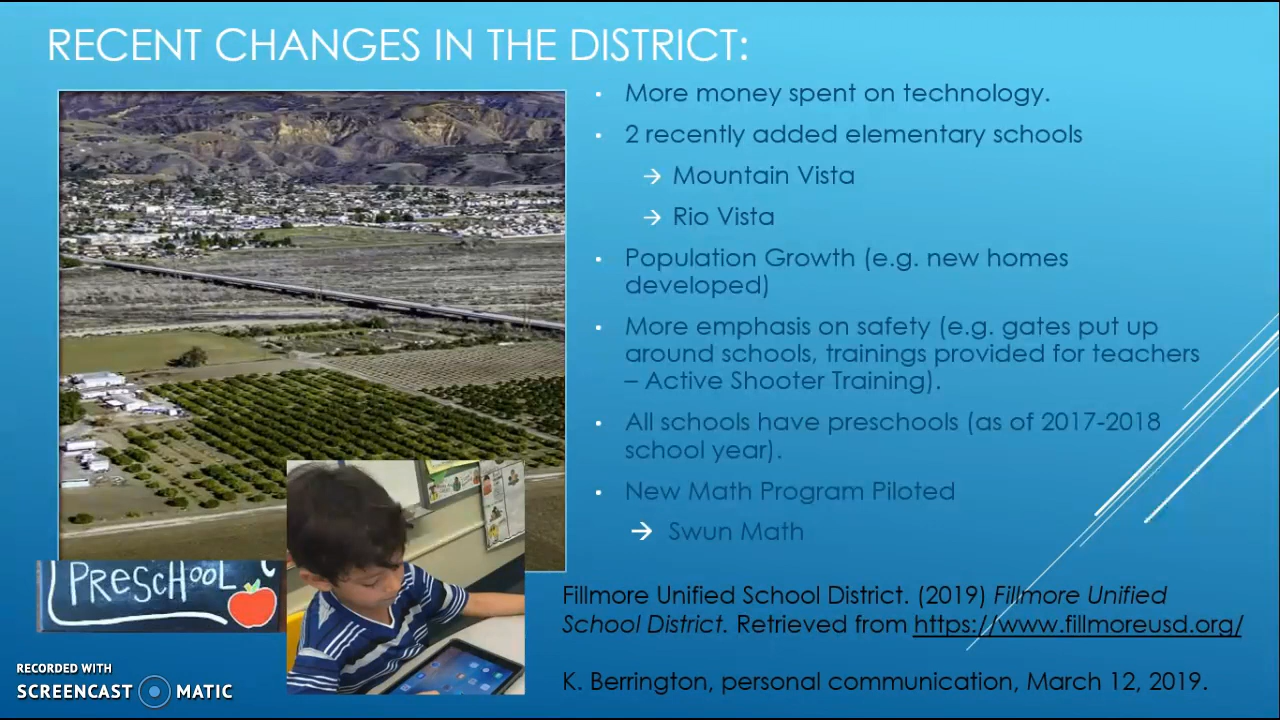 RECENT CHANGES IN THE DISTRICT:
More money spent on technology.
2 recently added elementary schools
Mountain Vista
Rio Vista
Population Growth (e.g. new homes
developed)
More emphasis on safety (e.g. gates put up
around schools, trainings provided for teachers
– Active Shooter Training).
All schools have preschools (as of 2017-2018
school year).
New Math Program Piloted
Swun Math
PRESCHOOL
Fillmore Unified School District. (2019) Fillmore Unified
School District. Retrieved from https://www.fillmoreusd.org/
K. Berrington, personal communication, March 12, 2019.
RECORDED WITH
SCREENCAST MATIC